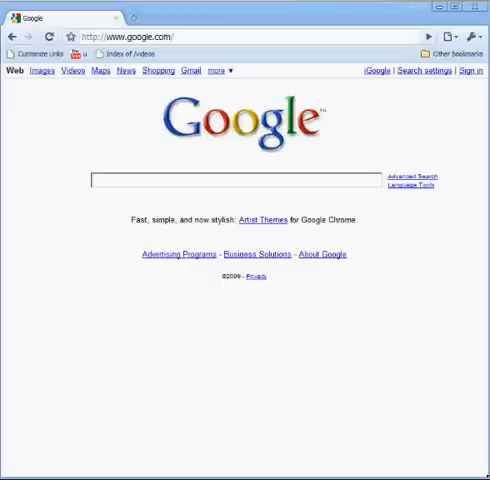 Google
http://www.google.com/
Customize Links
Index of /videos
Other bookmarks
Web Images Videos Maps News Shopping Gmail more ▼
iGoogle | Search settings | Sign in
Google™
Advanced Search
Language Tools
Fast, simple, and now stylish: Artist Themes for Google Chrome.
Advertising Programs - Business Solutions - About Google
©2009 - Privacy